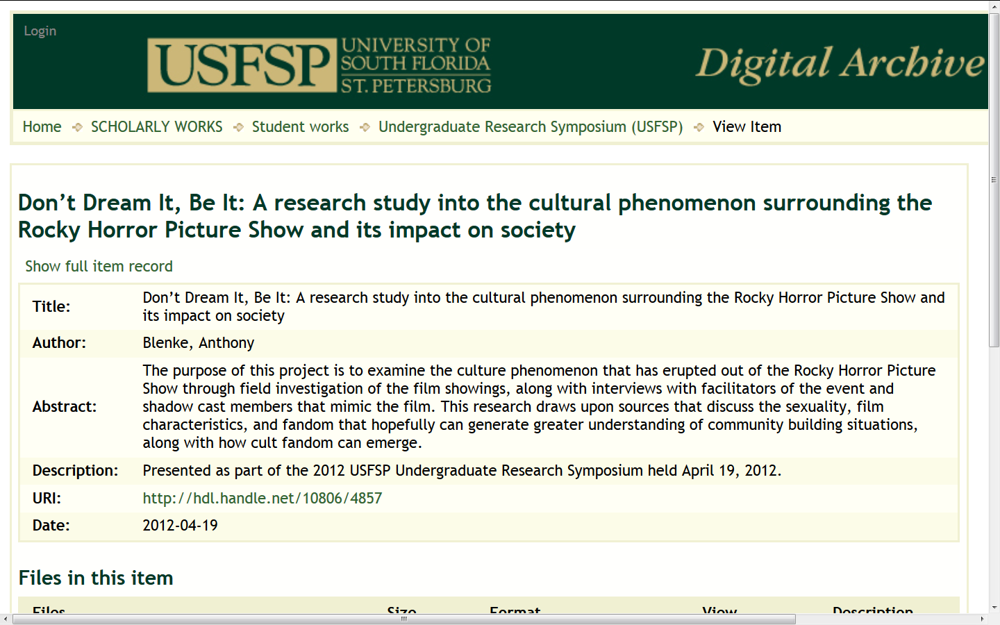 Login
USFSP
UNIVERSITY OF
SOUTH FLORIDA
ST. PETERSBURG
Digital Archive
Home SCHOLARLY WORKS Student works Undergraduate Research Symposium (USFSP) View Item
Don’t Dream It, Be It: A research study into the cultural phenomenon surrounding the
Rocky Horror Picture Show and its impact on society
Show full item record
Title: Don’t Dream It, Be It: A research study into the cultural phenomenon surrounding the Rocky Horror Picture Show and
its impact on society
Author: Blenke, Anthony
Abstract: The purpose of this project is to examine the culture phenomenon that has erupted out of the Rocky Horror Picture
Show through field investigation of the film showings, along with interviews with facilitators of the event and
shadow cast members that mimic the film. This research draws upon sources that discuss the sexuality, film
characteristics, and fandom that hopefully can generate greater understanding of community building situations,
along with how cult fandom can emerge.
Description: Presented as part of the 2012 USFSP Undergraduate Research Symposium held April 19, 2012.
URI: http://hdl.handle.net/10806/4857
Date: 2012-04-19
Files in this item
Files Size Format View Description